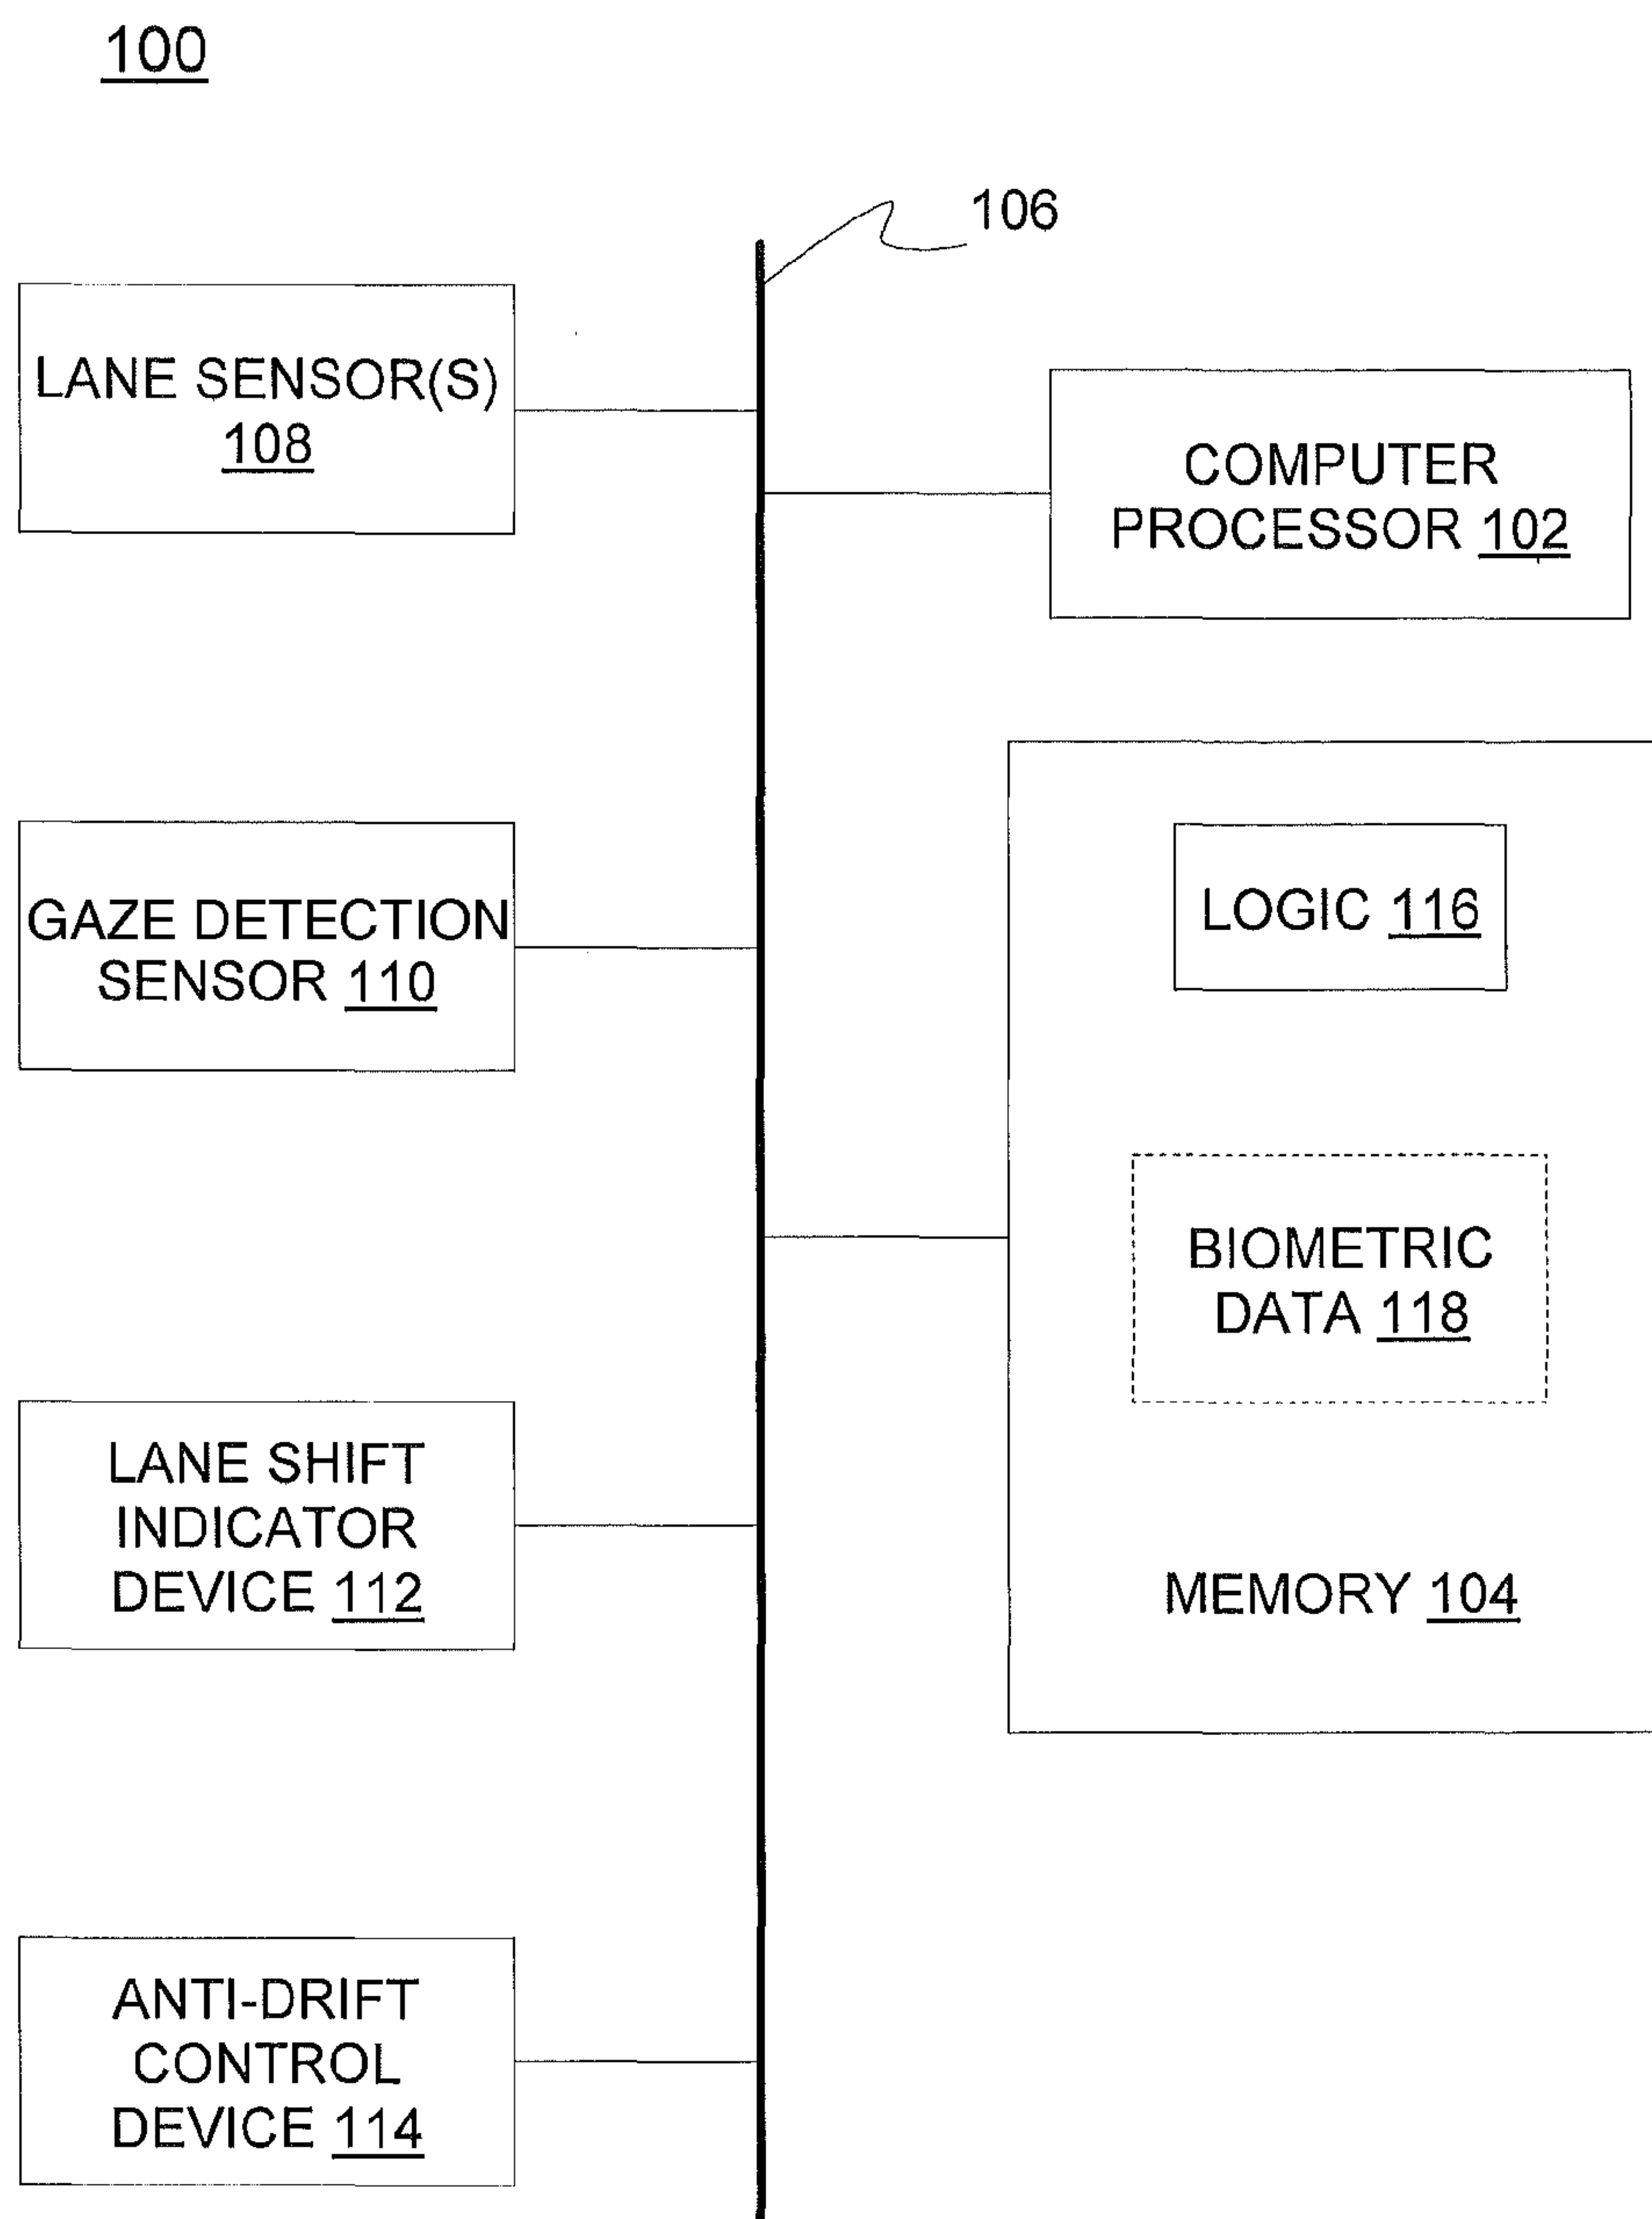 100
106
LANE SENSOR(S)
108
COMPUTER
PROCESSOR 102
GAZE DETECTION
SENSOR 110
LOGIC 116
BIOMETRIC
DATA 118
LANE SHIFT
INDICATOR
DEVICE 112
MEMORY 104
ANTI-DRIFT
CONTROL
DEVICE 114